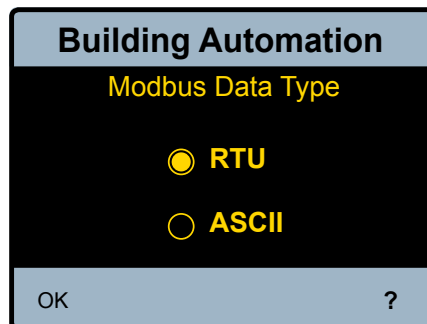 Building Automation
Modbus Data Type
RTU
ASCII
OK ?